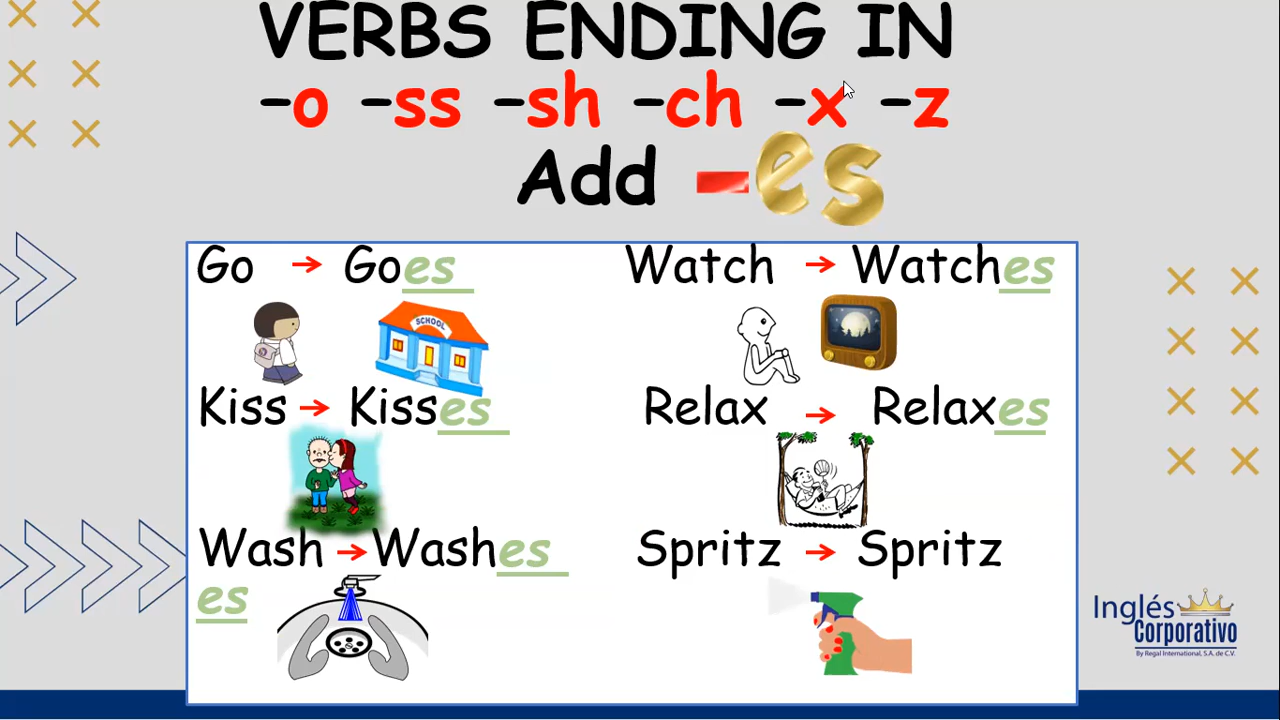 VERBS ENDING IN
-o -ss -sh -ch -x -z
Add -es
Go → Goes
Watch → Watches
SCHOOL
Kiss → Kisses
Relax → Relaxes
Wash → Washes
es
Spritz → Spritz
Inglés
Corporativo
By Regal International, S.A. de C.V.